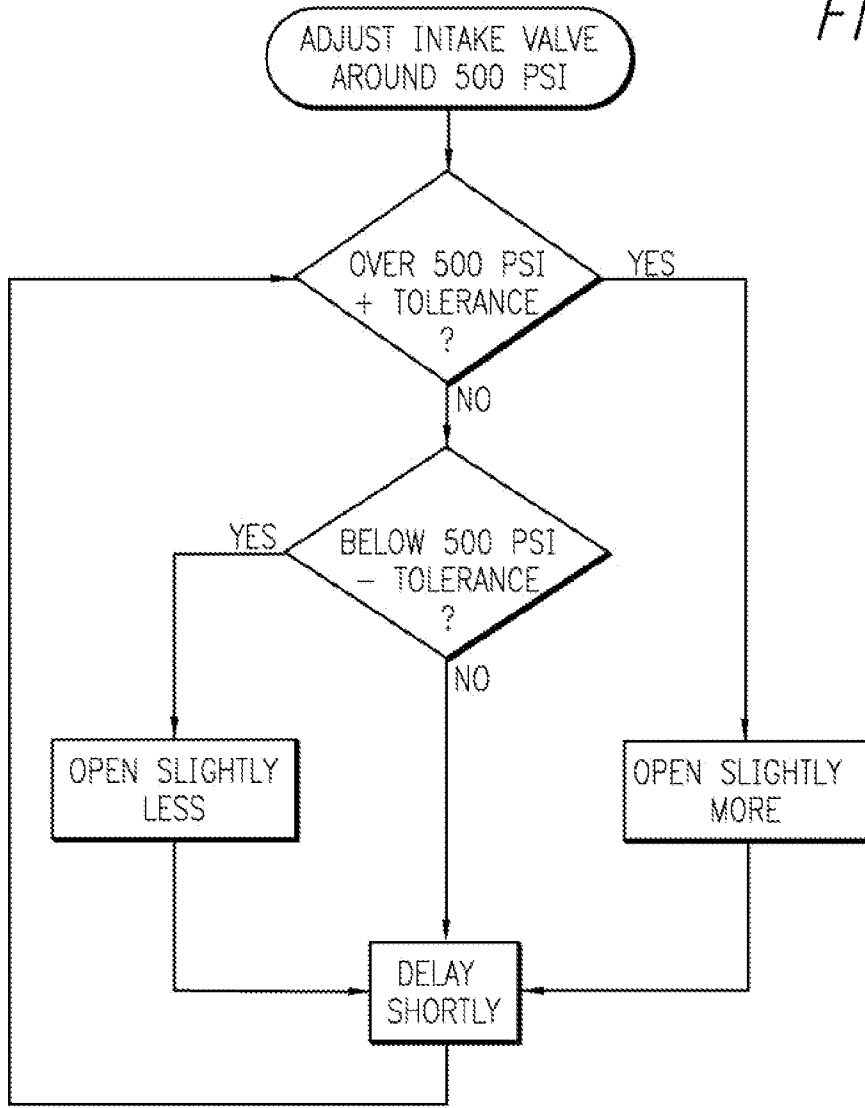 ADJUST INTAKE VALVE
AROUND 500 PSI
OVER 500 PSI
+ TOLERANCE
?
YES
NO
YES
BELOW 500 PSI
- TOLERANCE
?
NO
OPEN SLIGHTLY
LESS
OPEN SLIGHTLY
MORE
DELAY
SHORTLY